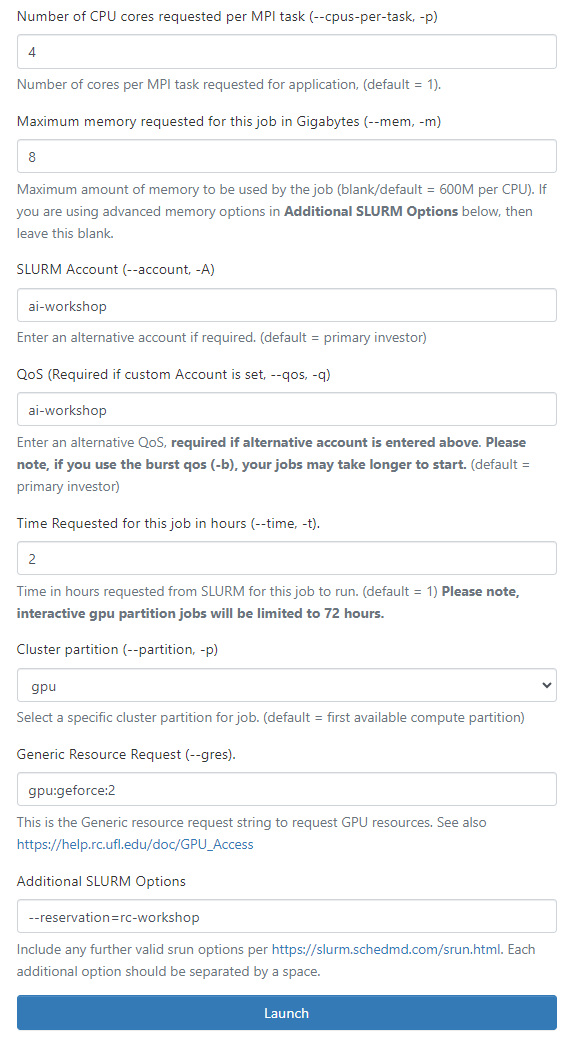 Number of CPU cores requested per MPI task (--cpus-per-task, -p)
4
Number of cores per MPI task requested for application, (default = 1).
Maximum memory requested for this job in Gigabytes (--mem, -m)
8
Maximum amount of memory to be used by the job (blank/default = 600M per CPU). If
you are using advanced memory options in Additional SLURM Options below, then
leave this blank.
SLURM Account (--account, -A)
ai-workshop
Enter an alternative account if required. (default = primary investor)
QoS (Required if custom Account is set, --qos, -q)
ai-workshop
Enter an alternative QoS, required if alternative account is entered above. Please
note, if you use the burst qos (-b), your jobs may take longer to start. (default =
primary investor)
Time Requested for this job in hours (--time, -t).
2
Time in hours requested from SLURM for this job to run. (default = 1) Please note,
interactive gpu partition jobs will be limited to 72 hours.
Cluster partition (--partition, -p)
gpu
Select a specific cluster partition for job. (default = first available compute partition)
Generic Resource Request (--gres).
gpu:geforce:2
This is the Generic resource request string to request GPU resources. See also
https://help.rc.ufl.edu/doc/GPU_Access
Additional SLURM Options
--reservation=rc-workshop
Include any further valid srun options per https://slurm.schedmd.com/srun.html. Each
additional option should be separated by a space.
Launch